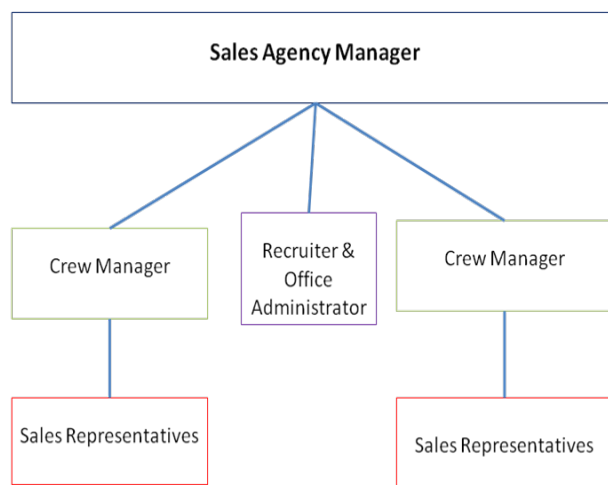 Sales Agency Manager
Crew Manager
Recruiter &
Office
Administrator
Crew Manager
Sales Representatives
Sales Representatives